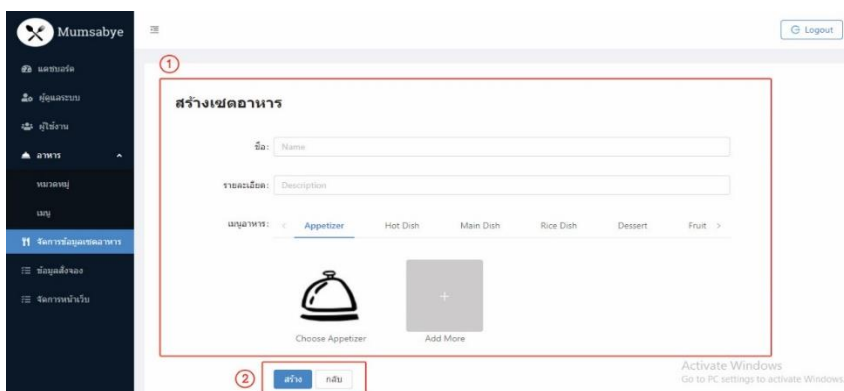 Mumsabye
Logout
แดชบอร์ด
ผู้ดูแลระบบ
ผู้ใช้งาน
อาหาร
หมวดหมู่
เมนู
จัดการข้อมูลเซตอาหาร
ข้อมูลสั่งจอง
จัดการหน้าเว็บ
1
สร้างเซตอาหาร
ชื่อ: Name
รายละเอียด: Description
เมนูอาหาร: < Appetizer Hot Dish Main Dish Rice Dish Dessert Fruit >
+
Choose Appetizer Add More
2 สร้าง กลับ
Activate Windows
Go to PC settings to activate Windows